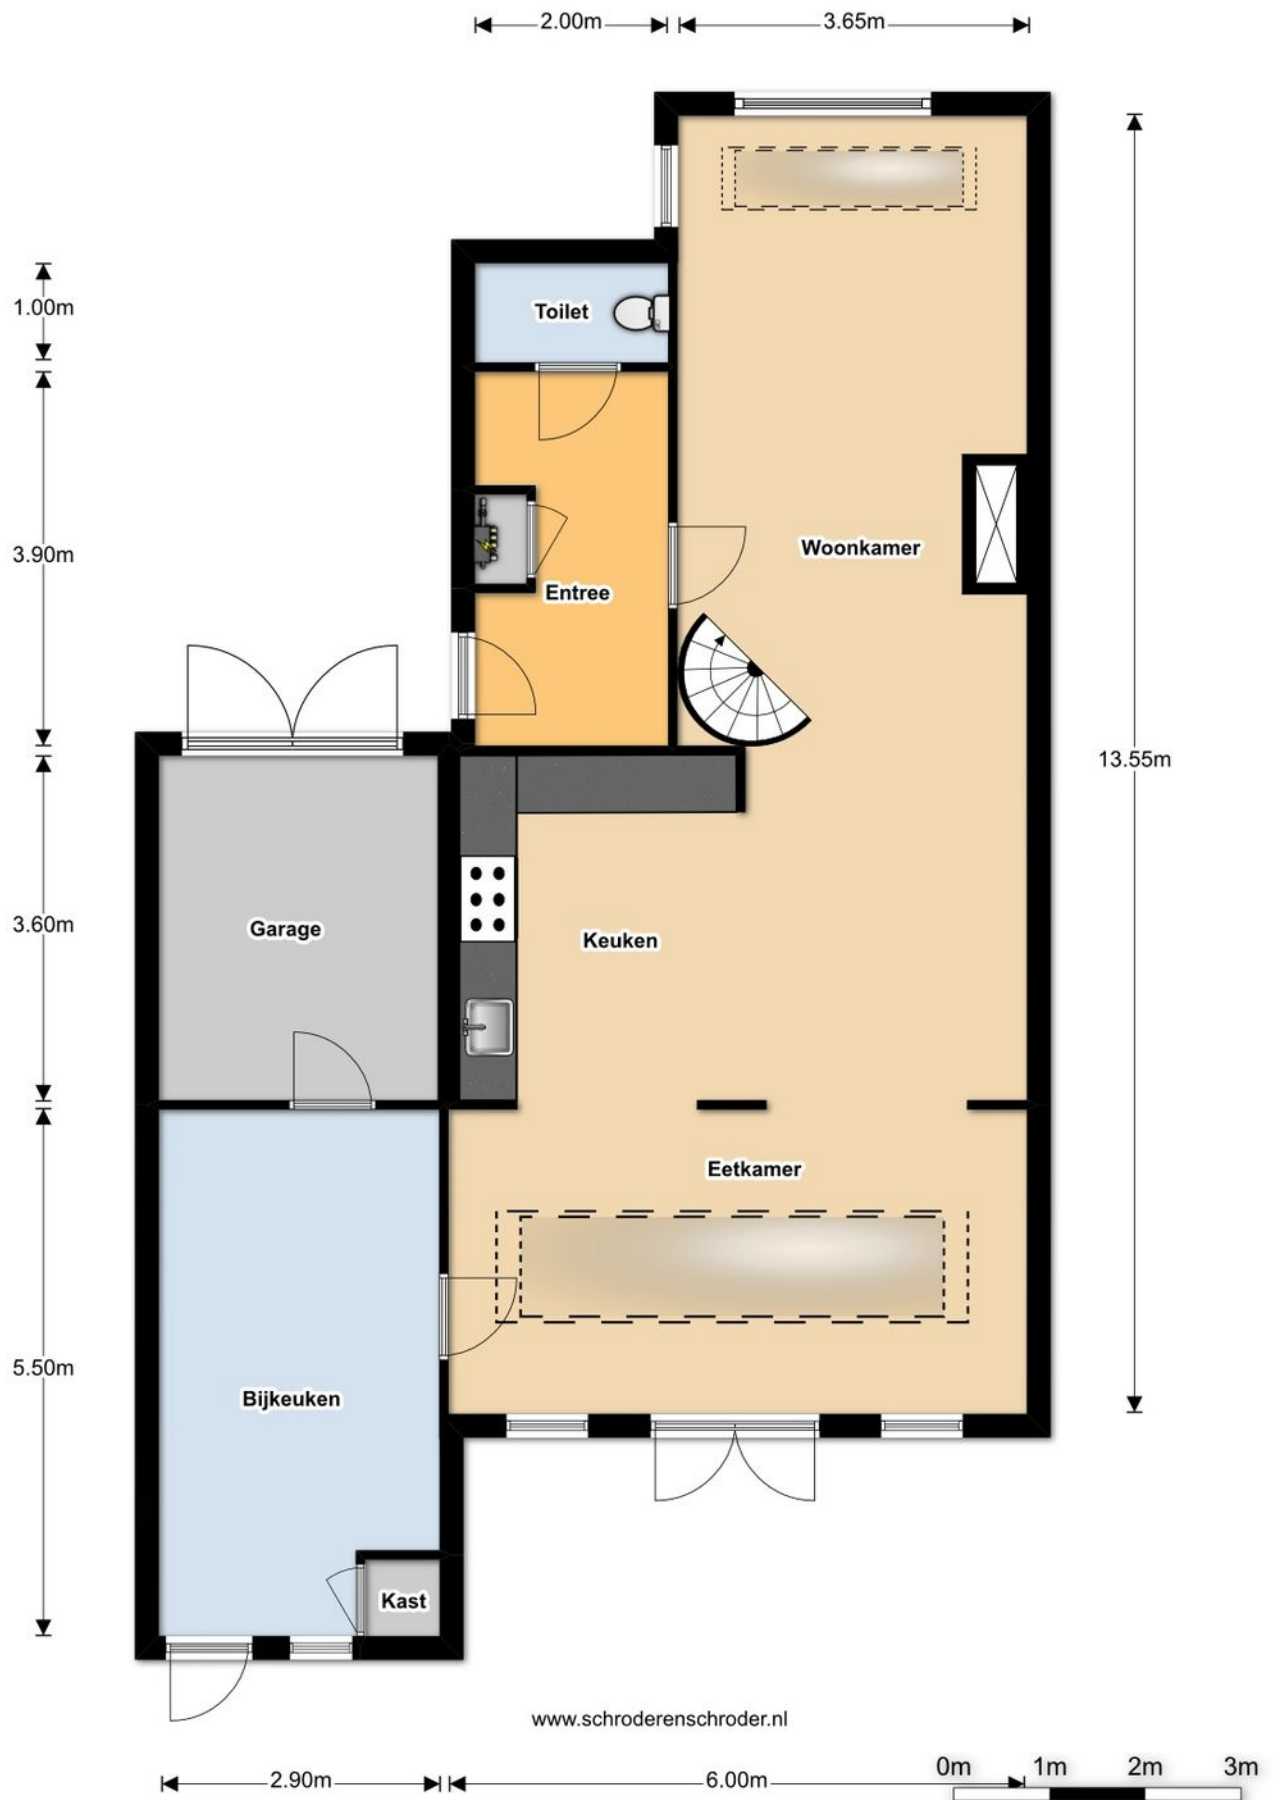 2.00m
3.65m
1.00m
Toilet
3.90m
Woonkamer
Entree
13.55m
3.60m
Garage
Keuken
Eetkamer
5.50m
Bijkeuken
Kast
www.schroderenschroder.nl
0m 1m 2m 3m
2.90m
6.00m